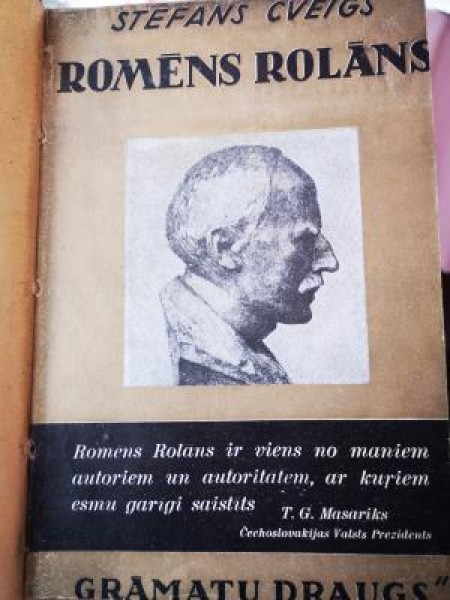 STEFANS CVEIGS
ROMĒNS ROLĀNS
Romens Rolāns ir viens no maniem
autoriem un autoritatem, ar kuŗiem
esmu garīgi saistīts
T. G. Masariks
Čechoslovakijas Valsts Prezidents
GRĀMATU DRAUGS"